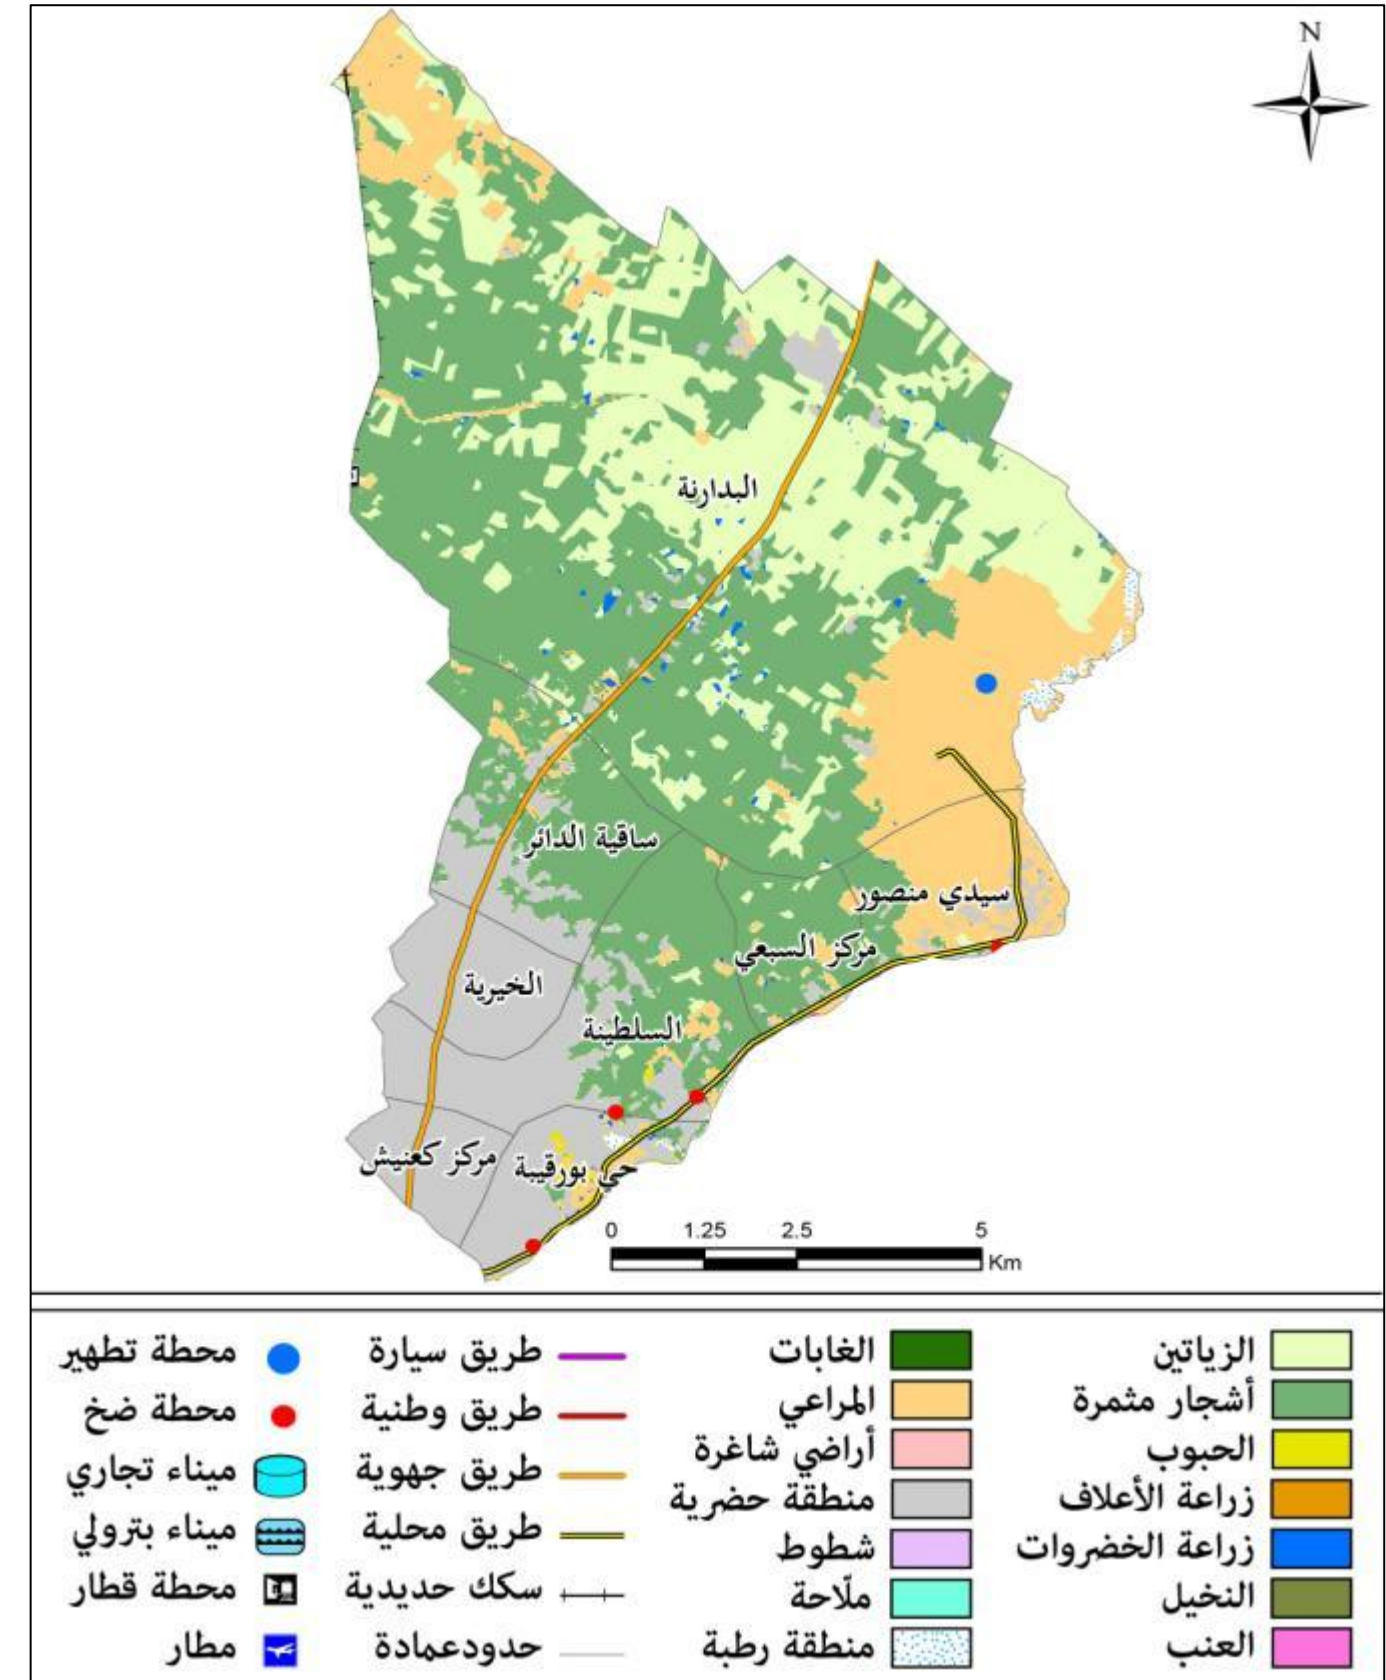 N
البدارنة
ساقية الدائر
سيدي منصور
مركز السبعي
الخيرية
السلطينة
مركز كعنيش
حي بورقيبة
0 1.25 2.5 5
Km
الزياتين
أشجار مثمرة
الحبوب
زراعة الأعلاف
زراعة الخضروات
النخيل
العنب
الغابات
المراعي
أراضي شاغرة
منطقة حضرية
شطوط
ملّاحة
منطقة رطبة
طريق سيارة
طريق وطنية
طريق جهوية
طريق محلية
سكك حديدية
حدودعمادة
محطة تطهير
محطة ضخ
ميناء تجاري
ميناء بترولي
محطة قطار
مطار